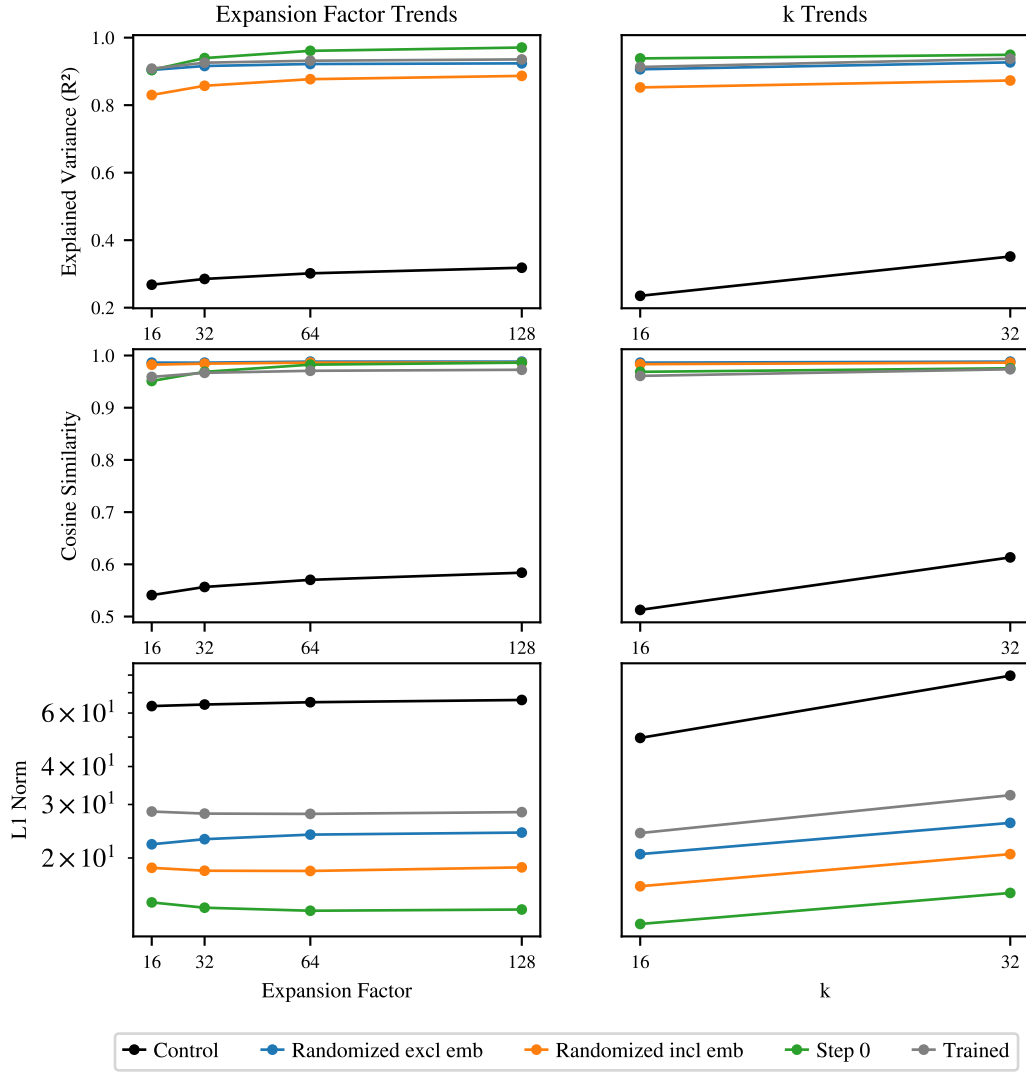 Expansion Factor Trends
k Trends
Explained Variance (R²)
1.0
0.8
0.6
0.4
0.2
16 32 64 128
16 32
Cosine Similarity
1.0
0.9
0.8
0.7
0.6
0.5
16 32 64 128
16 32
L1 Norm
6×10¹
4×10¹
3×10¹
2×10¹
16 32 64 128
16 32
Expansion Factor
k
Control Randomized excl emb Randomized incl emb Step 0 Trained